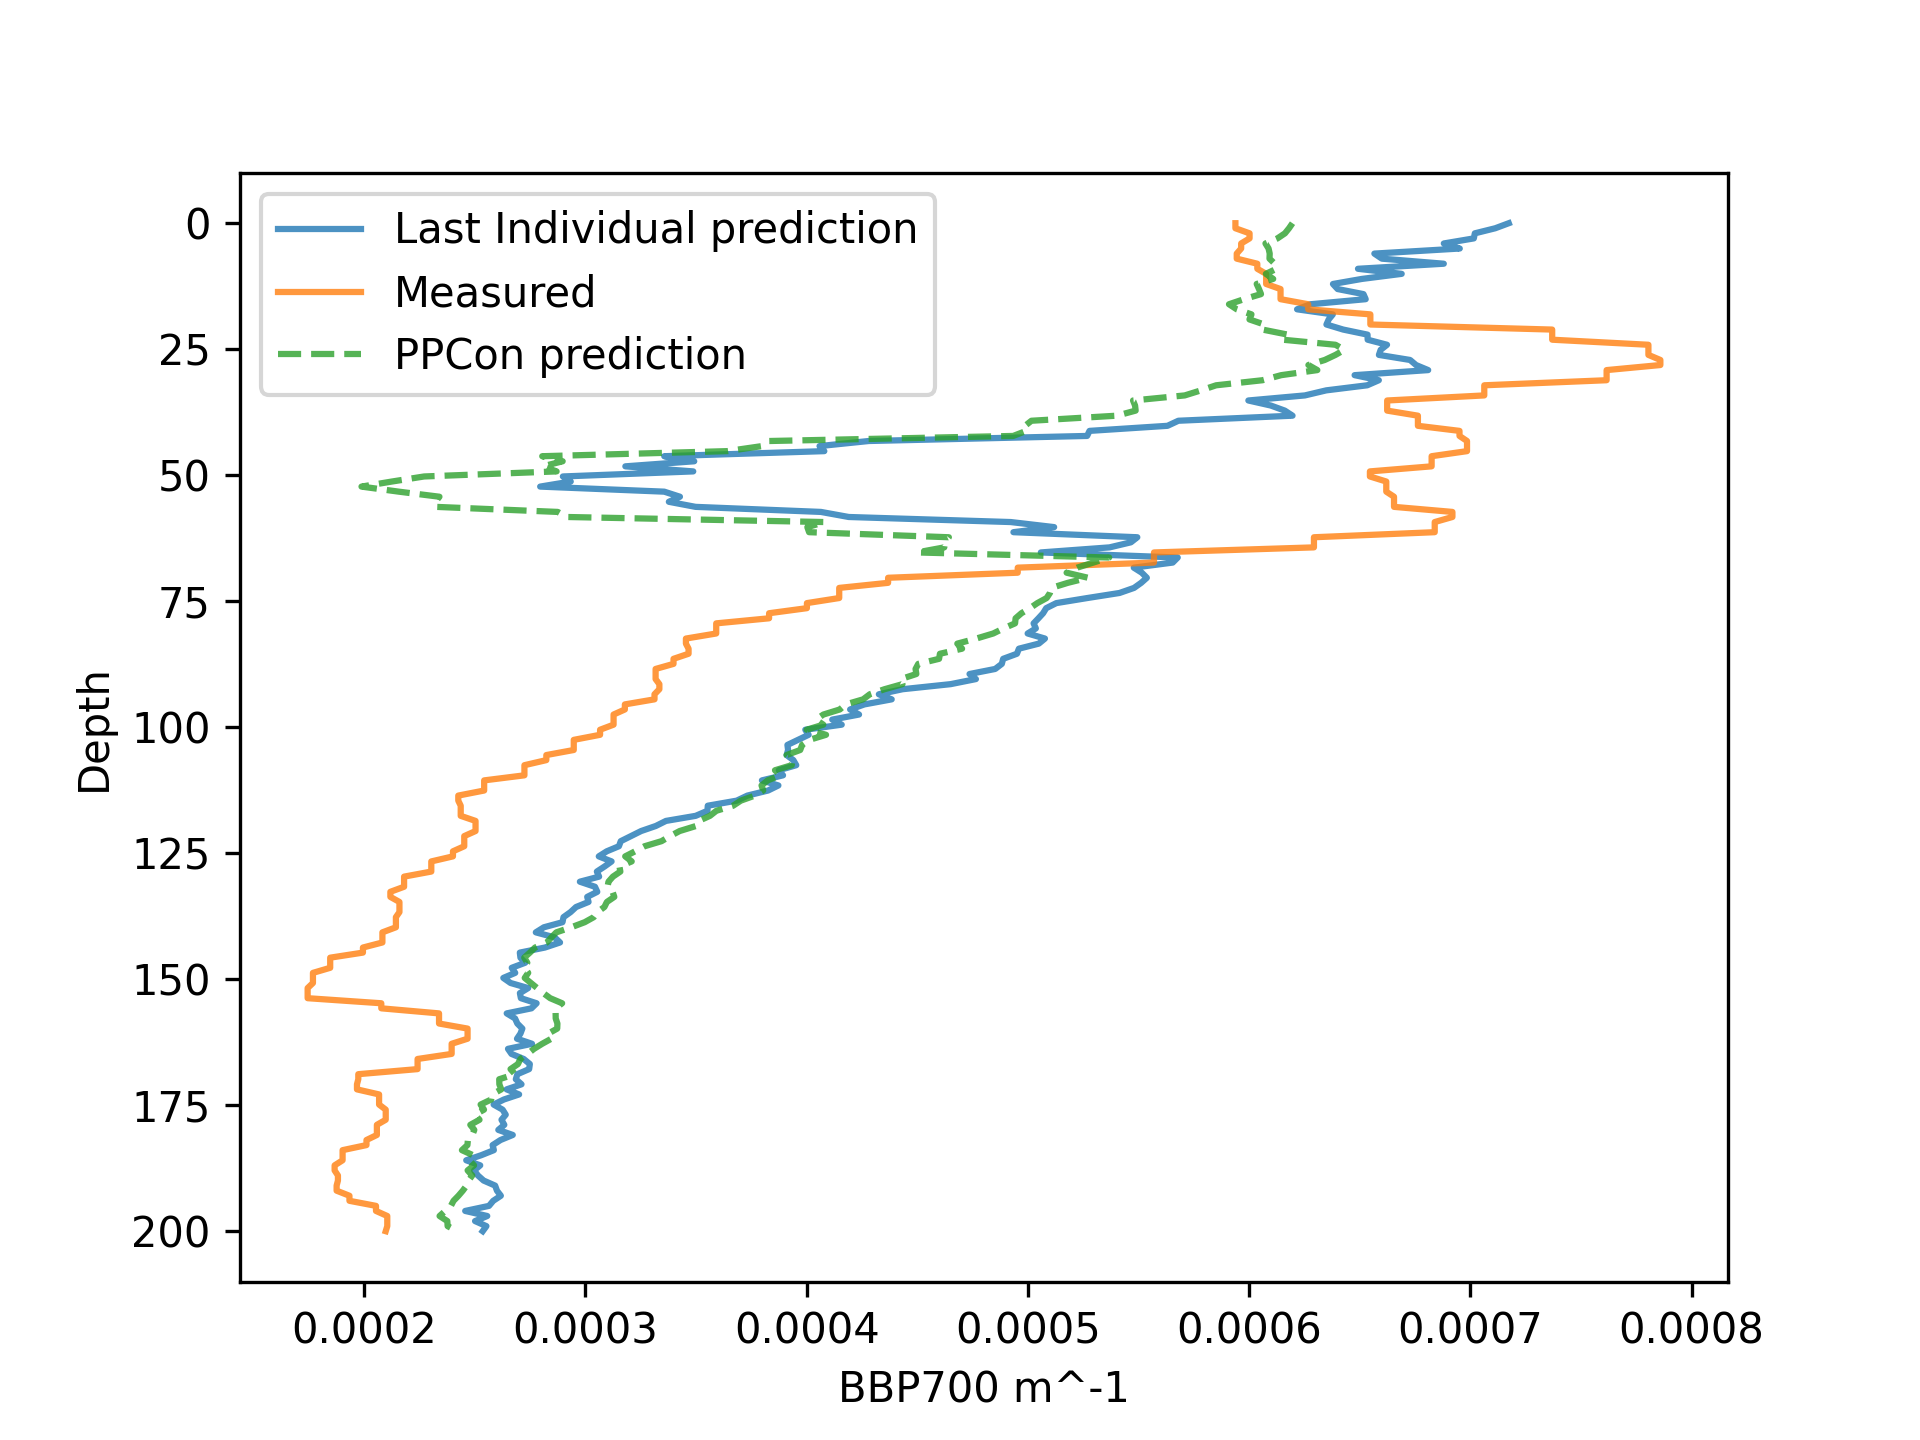 Last Individual prediction
Measured
PPCon prediction
0
25
50
75
100
125
150
175
200
Depth
0.0002 0.0003 0.0004 0.0005 0.0006 0.0007 0.0008
BBP700 m^-1